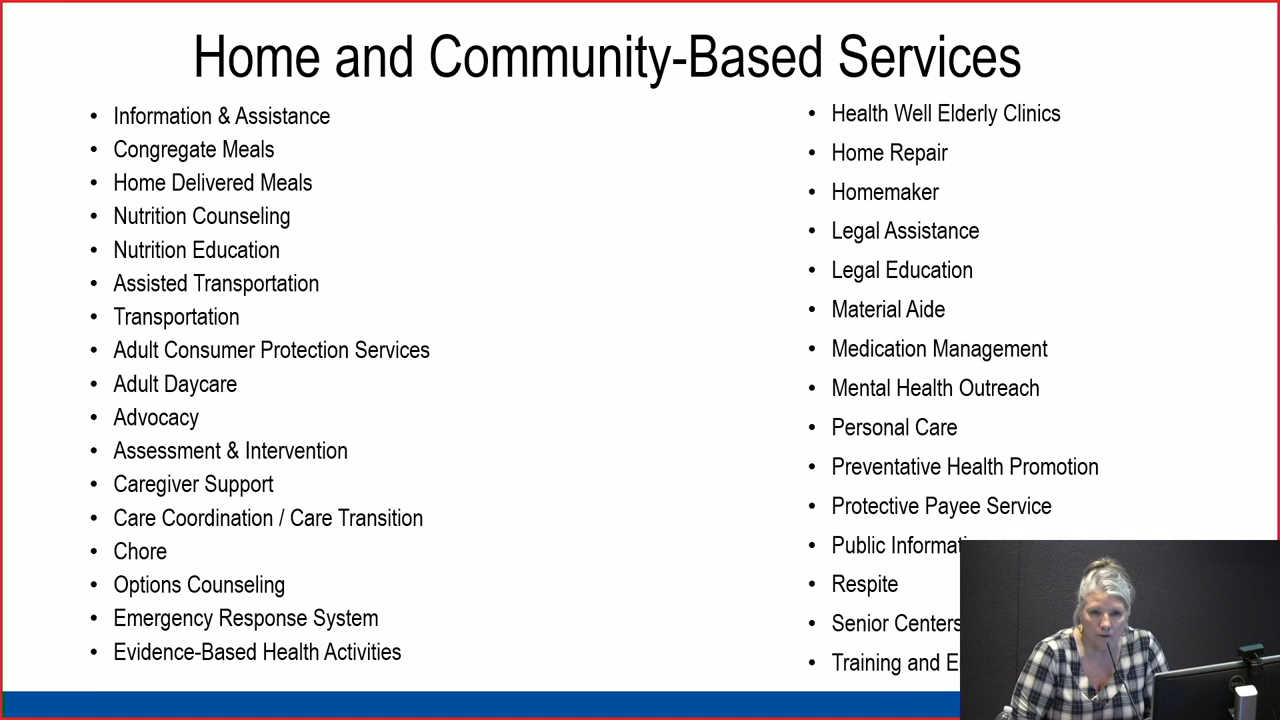 Home and Community-Based Services
• Information & Assistance
• Congregate Meals
• Home Delivered Meals
• Nutrition Counseling
• Nutrition Education
• Assisted Transportation
• Transportation
• Adult Consumer Protection Services
• Adult Daycare
• Advocacy
• Assessment & Intervention
• Caregiver Support
• Care Coordination / Care Transition
• Chore
• Options Counseling
• Emergency Response System
• Evidence-Based Health Activities
• Health Well Elderly Clinics
• Home Repair
• Homemaker
• Legal Assistance
• Legal Education
• Material Aide
• Medication Management
• Mental Health Outreach
• Personal Care
• Preventative Health Promotion
• Protective Payee Service
• Public
• Respite
• Senior Centers
• Training and